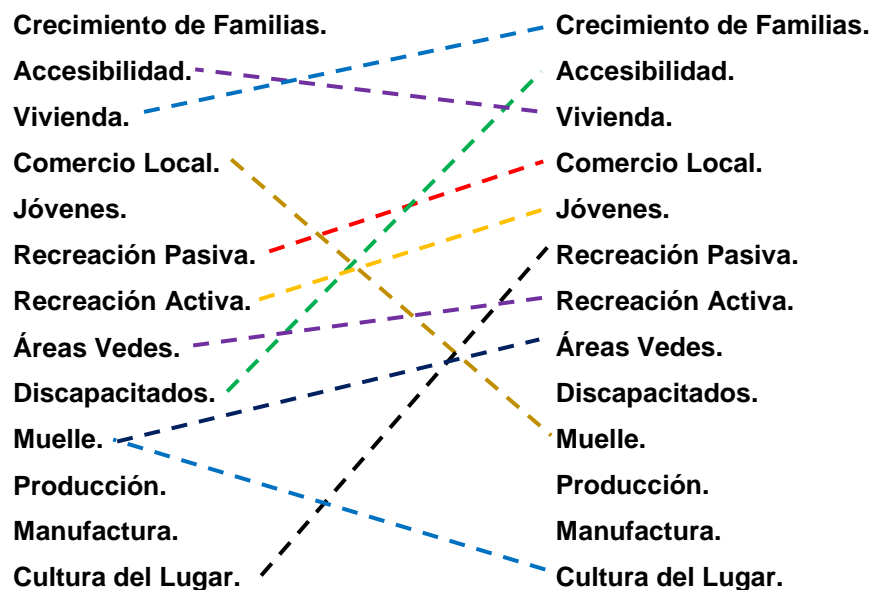 Crecimiento de Familias. Crecimiento de Familias.
Accesibilidad. Accesibilidad.
Vivienda. Vivienda.
Comercio Local. Comercio Local.
Jóvenes. Jóvenes.
Recreación Pasiva. Recreación Pasiva.
Recreación Activa. Recreación Activa.
Áreas Vedes. Áreas Vedes.
Discapacitados. Discapacitados.
Muelle. Muelle.
Producción. Producción.
Manufactura. Manufactura.
Cultura del Lugar. Cultura del Lugar.